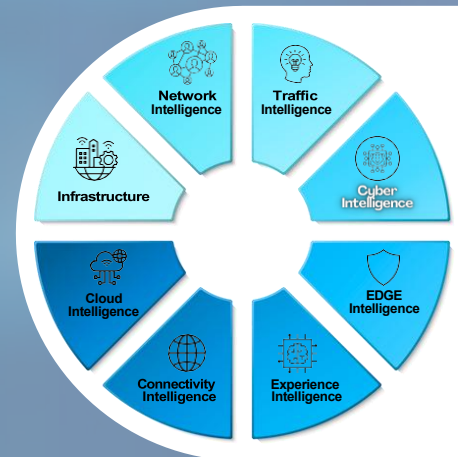 Network
Intelligence
Traffic
Intelligence
Infrastructure
Cyber
Intelligence
Cloud
Intelligence
EDGE
Intelligence
Connectivity
Intelligence
Experience
Intelligence